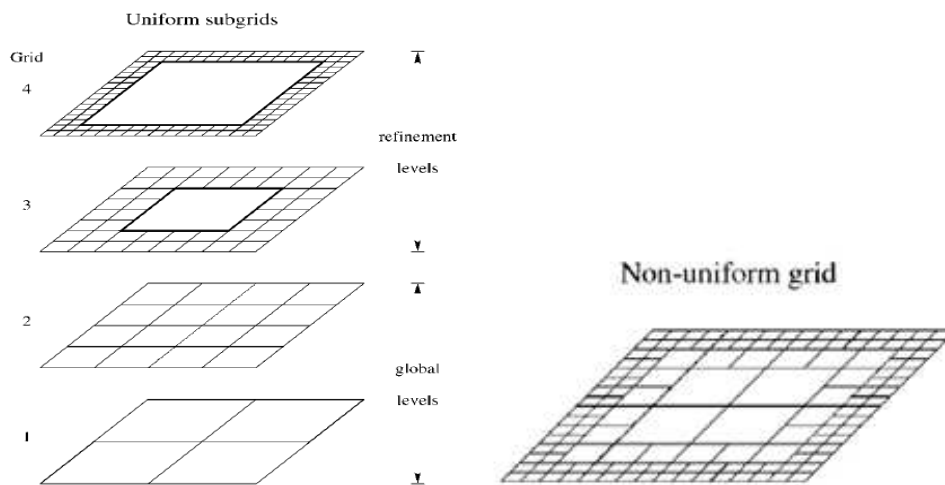 Uniform subgrids
Grid
4
refinement
levels
3
2
global
levels
1
Non-uniform grid